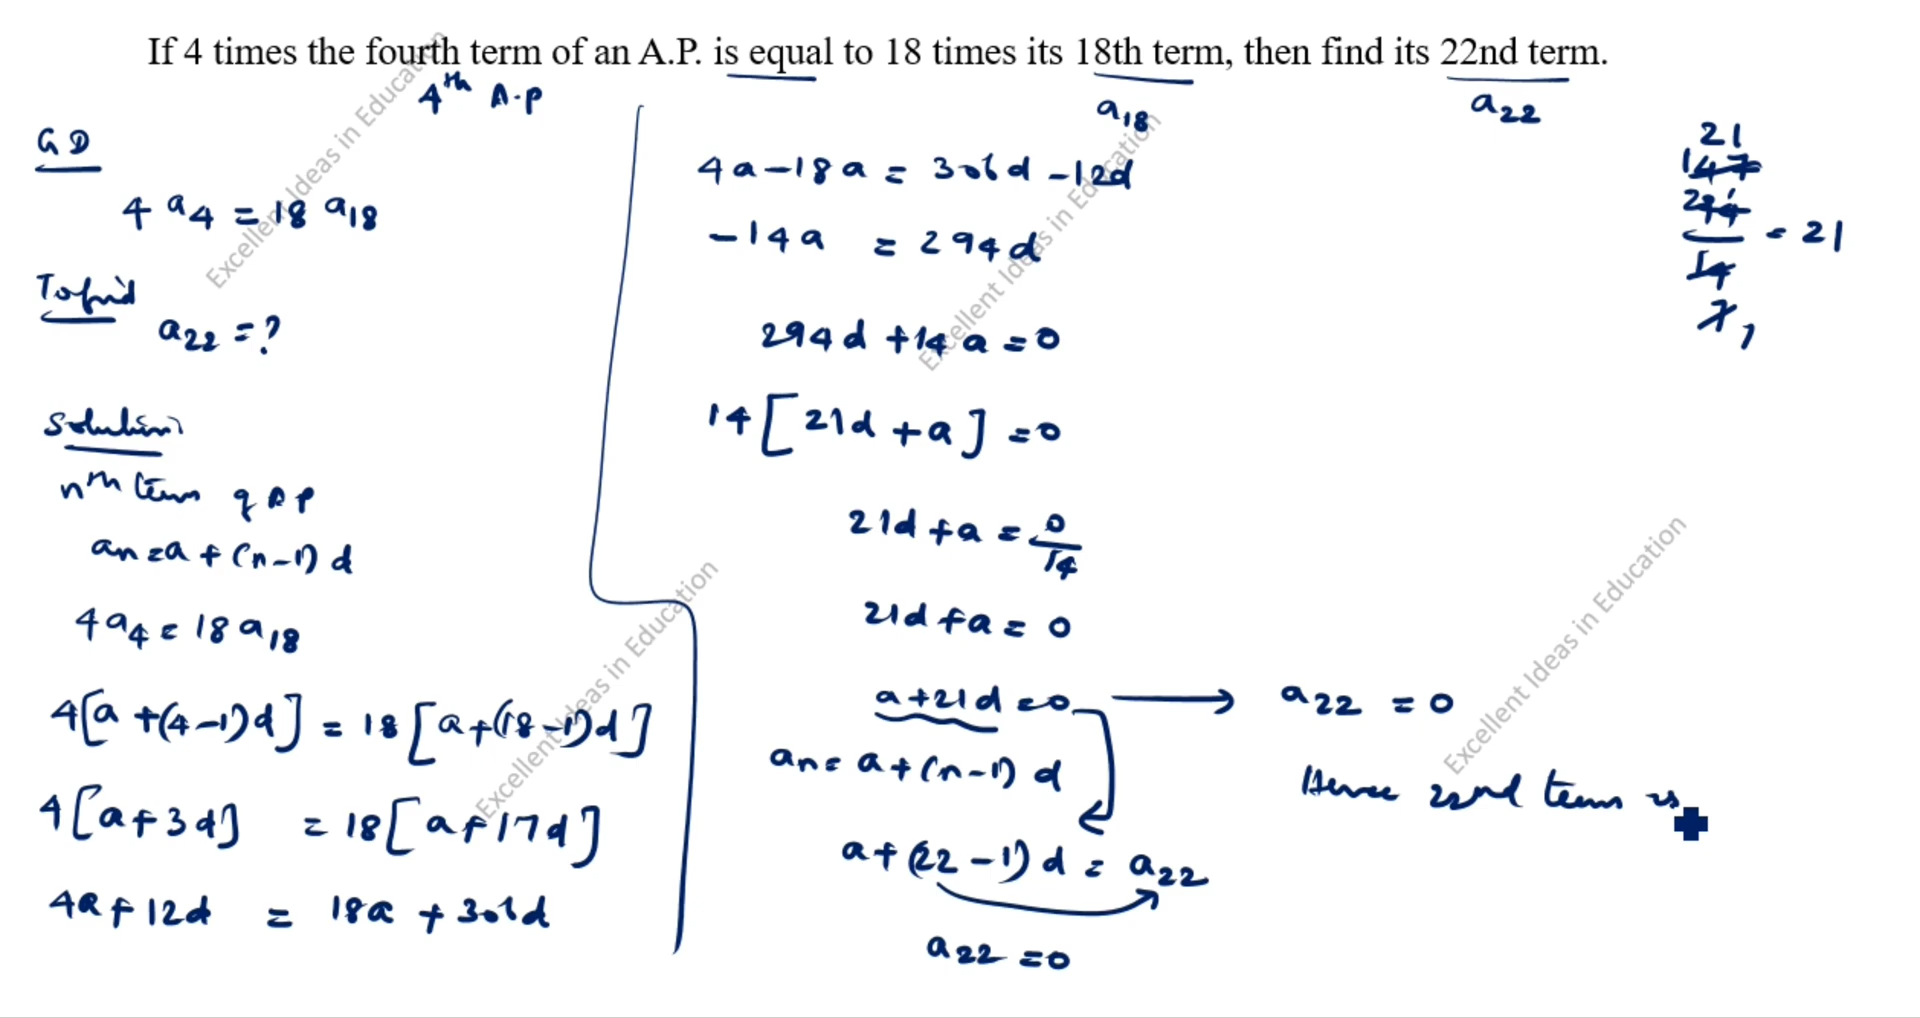 If 4 times the fourth term of an A.P. is equal to 18 times its 18th term, then find its 22nd term.
4th A.P
a18
a22
GD
4 a4 = 18 a18
To find
a22 = ?
Solution
nth term of AP
an = a + (n-1) d
4a4 = 18 a18
4[a + (4-1)d] = 18 [a + (18-1)d]
4[a + 3d] = 18[a + 17d]
4a + 12d = 18a + 306d
4a - 18a = 306d - 12d
-14a = 294d
294d + 14a = 0
14[21d + a] = 0
21d + a = 0/14
21d + a = 0
a + 21d = 0 → a22 = 0
an = a + (n-1) d
a + (22-1) d = a22
a22 = 0
Hence 22nd term is
21
147
294/14 = 21
7
1
Excellent Ideas in Education
Excellent Ideas in Education
Excellent Ideas in Education
Excellent Ideas in Education